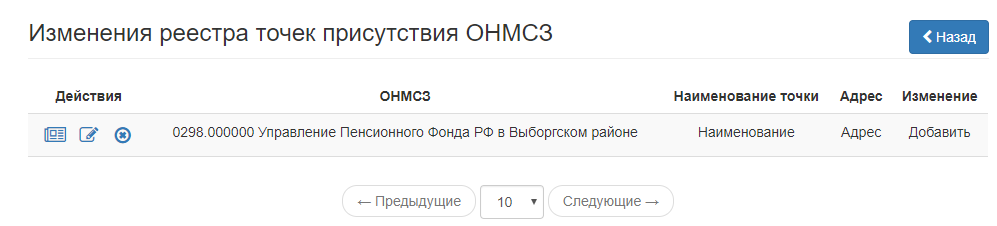 Изменения реестра точек присутствия ОНМСЗ
Назад
Действия ОНМСЗ Наименование точки Адрес Изменение
0298.000000 Управление Пенсионного Фонда РФ в Выборгском районе Наименование Адрес Добавить
← Предыдущие 10 Следующие →